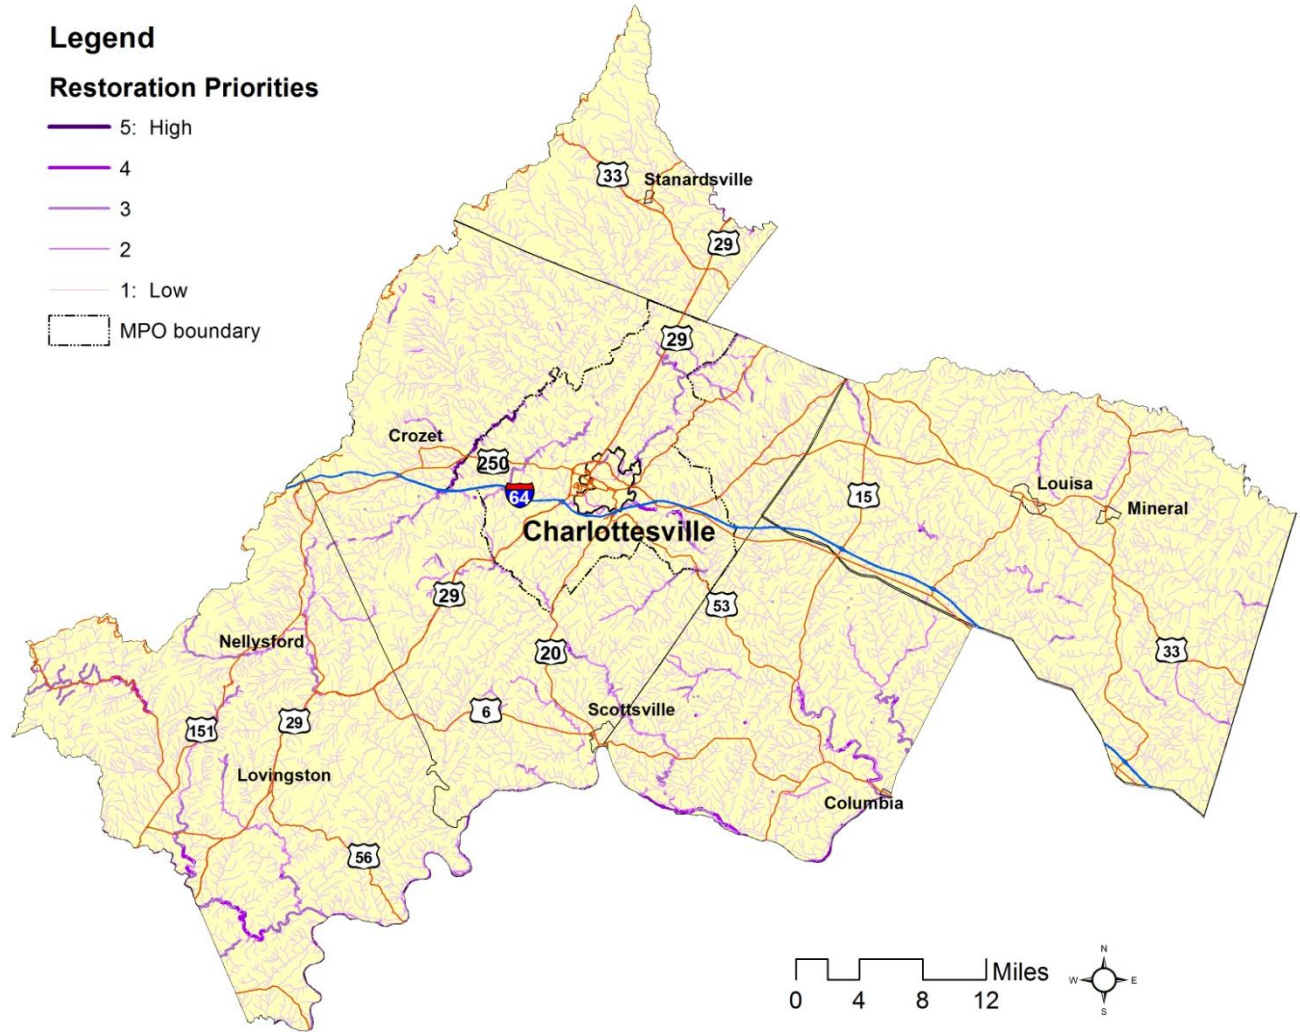 Legend
Restoration Priorities
5: High
4
3
2
1: Low
MPO boundary
33
Stanardsville
29
29
Crozet
250
64
Charlottesville
15
Louisa
Mineral
29
53
Nellysford
20
33
6
Scottsville
151
29
Lovingston
Columbia
56
Miles
0 4 8 12
N
W E
S